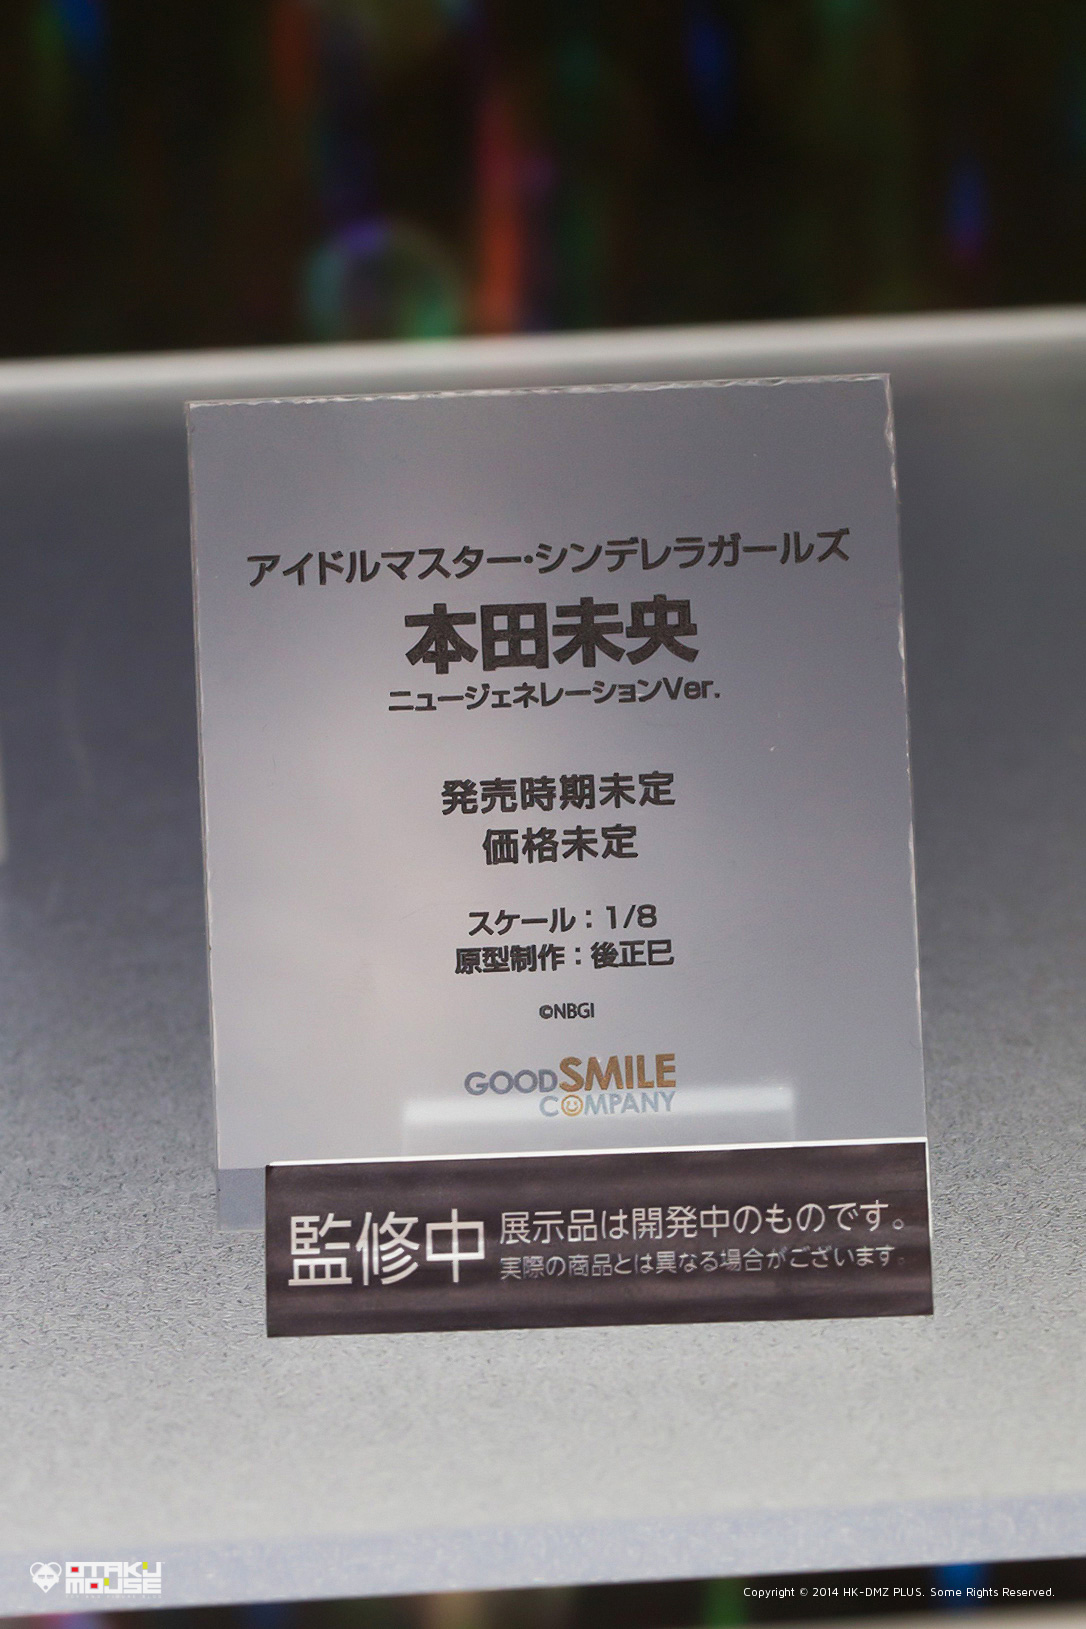 アイドルマスター・シンデレラガールズ
本田未央
ニュージェネレーションVer.
発売時期未定
価格未定
スケール：1/8
原型制作：後正巳
©NBGI
GOODSMILE
COMPANY
監修中
展示品は開発中のものです。
実際の商品とは異なる場合がございます。
OTAKU
MOUSE
Copyright © 2014 HK-DMZ PLUS. Some Rights Reserved.